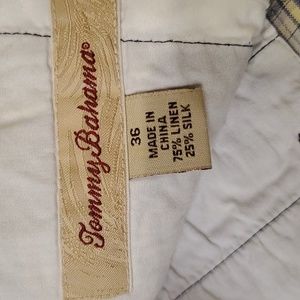 Tommy Bahama®
36
MADE IN
CHINA
75% LINEN
25% SILK